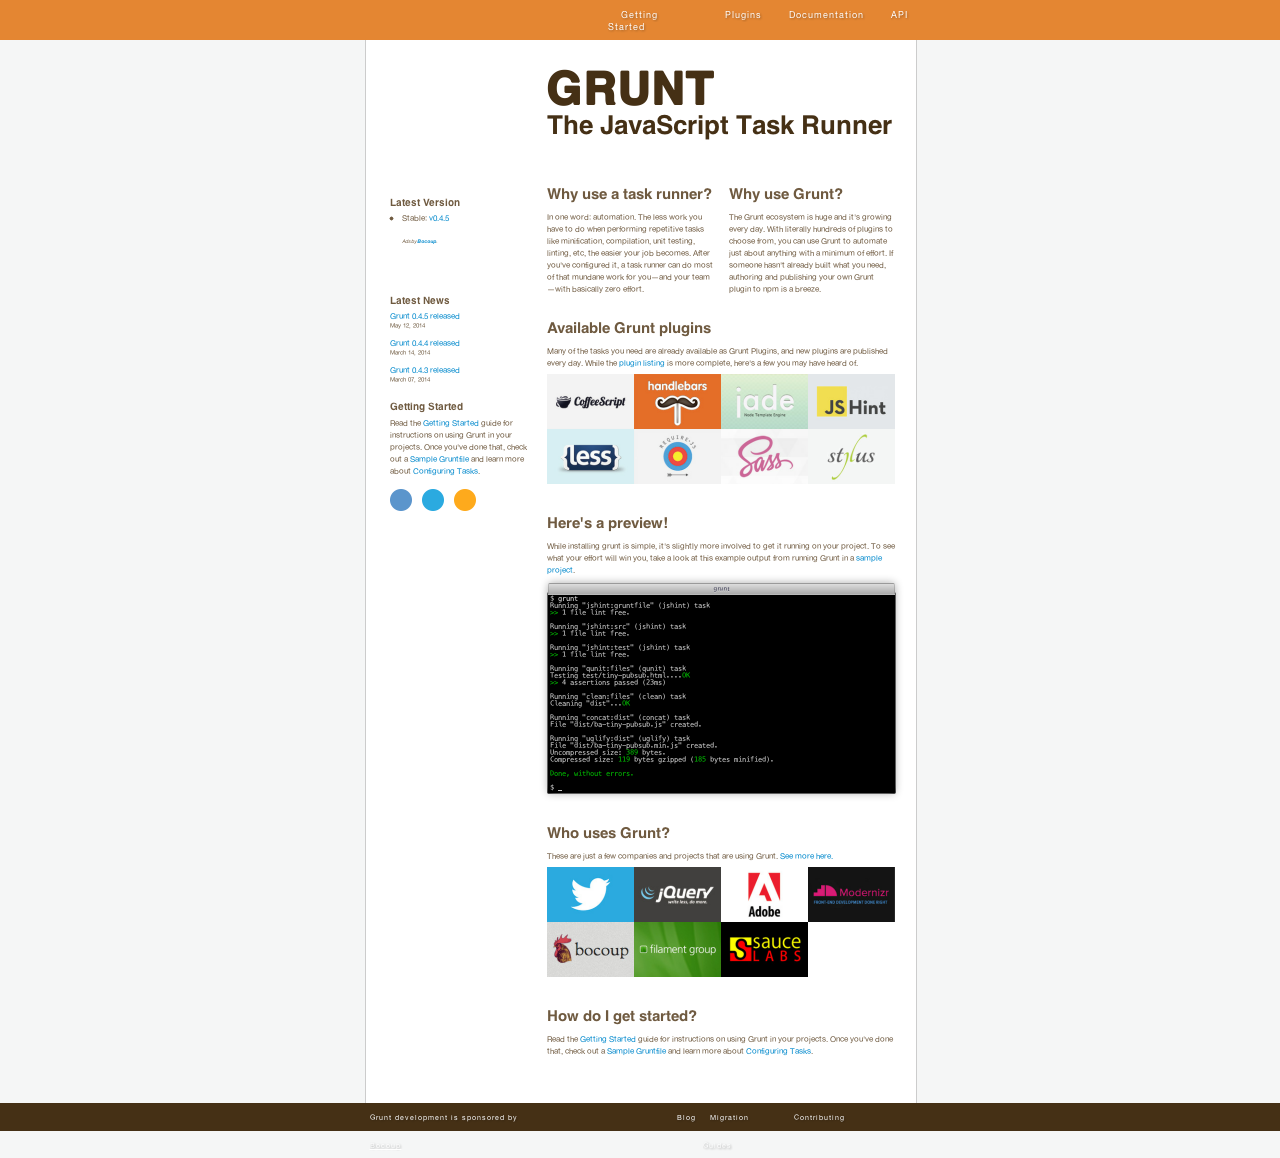 Getting Started
Plugins
Documentation
API
GRUNT
The JavaScript Task Runner
Latest Version
Stable: v0.4.5
Ads by Bocoup
Latest News
Grunt 0.4.5 released
May 12, 2014
Grunt 0.4.4 released
March 14, 2014
Grunt 0.4.3 released
March 07, 2014
Getting Started
Read the Getting Started guide for
instructions on using Grunt in your
projects. Once you've done that, check
out a Sample Gruntfile and learn more
about Configuring Tasks.
Why use a task runner?
In one word: automation. The less work you
have to do when performing repetitive tasks
like minification, compilation, unit testing,
linting, etc, the easier your job becomes. After
you've configured it, a task runner can do most
of that mundane work for you—and your team
—with basically zero effort.
Why use Grunt?
The Grunt ecosystem is huge and it's growing
every day. With literally hundreds of plugins to
choose from, you can use Grunt to automate
just about anything with a minimum of effort. If
someone hasn't already built what you need,
authoring and publishing your own Grunt
plugin to npm is a breeze.
Available Grunt plugins
Many of the tasks you need are already available as Grunt Plugins, and new plugins are published
every day. While the plugin listing is more complete, here's a few you may have heard of.
CoffeeScript
handlebars
jade
Node Template Engine
JS Hint
{less}
REQUIRE-JS
Sass
stylus
Here's a preview!
While installing grunt is simple, it's slightly more involved to get it running on your project. To see
what your effort will win you, take a look at this example output from running Grunt in a sample
project.
grunt
$ grunt
Running "jshint:gruntfile" (jshint) task
>> 1 file lint free.
Running "jshint:src" (jshint) task
>> 1 file lint free.
Running "jshint:test" (jshint) task
>> 1 file lint free.
Running "qunit:files" (qunit) task
Testing test/tiny-pubsub.html....OK
>> 4 assertions passed (23ms)
Running "clean:files" (clean) task
Cleaning "dist"...OK
Running "concat:dist" (concat) task
File "dist/ba-tiny-pubsub.js" created.
Running "uglify:dist" (uglify) task
File "dist/ba-tiny-pubsub.min.js" created.
Uncompressed size: 389 bytes.
Compressed size: 119 bytes gzipped (185 bytes minified).
Done, without errors.
$ _
Who uses Grunt?
These are just a few companies and projects that are using Grunt. See more here.
jQuery
write less, do more.
Adobe
Modernizr
FRONT-END DEVELOPMENT DONE RIGHT
bocoup
filament group
sauce
LABS
How do I get started?
Read the Getting Started guide for instructions on using Grunt in your projects. Once you've done
that, check out a Sample Gruntfile and learn more about Configuring Tasks.
Grunt development is sponsored by
Bocoup
Blog
Migration
Guides
Contributing